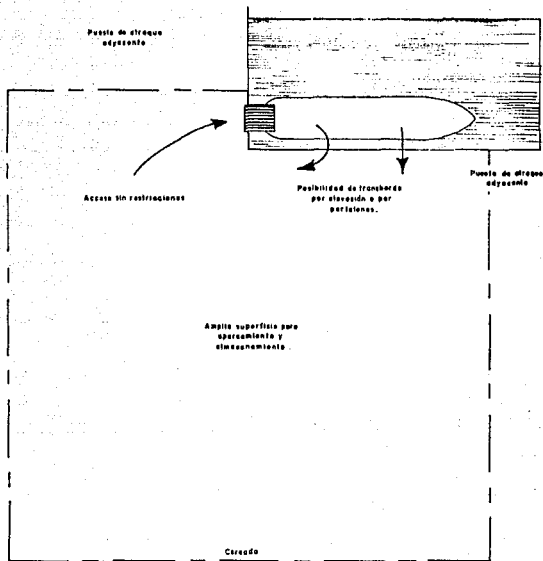 Puesto de atraque
adyacente
Acceso sin restricciones
Posibilidad de transbordo
por elevación o por
portalones.
Puesto de atraque
adyacente
Amplia superficie para
aparcamiento y
almacenamiento.
Cercado